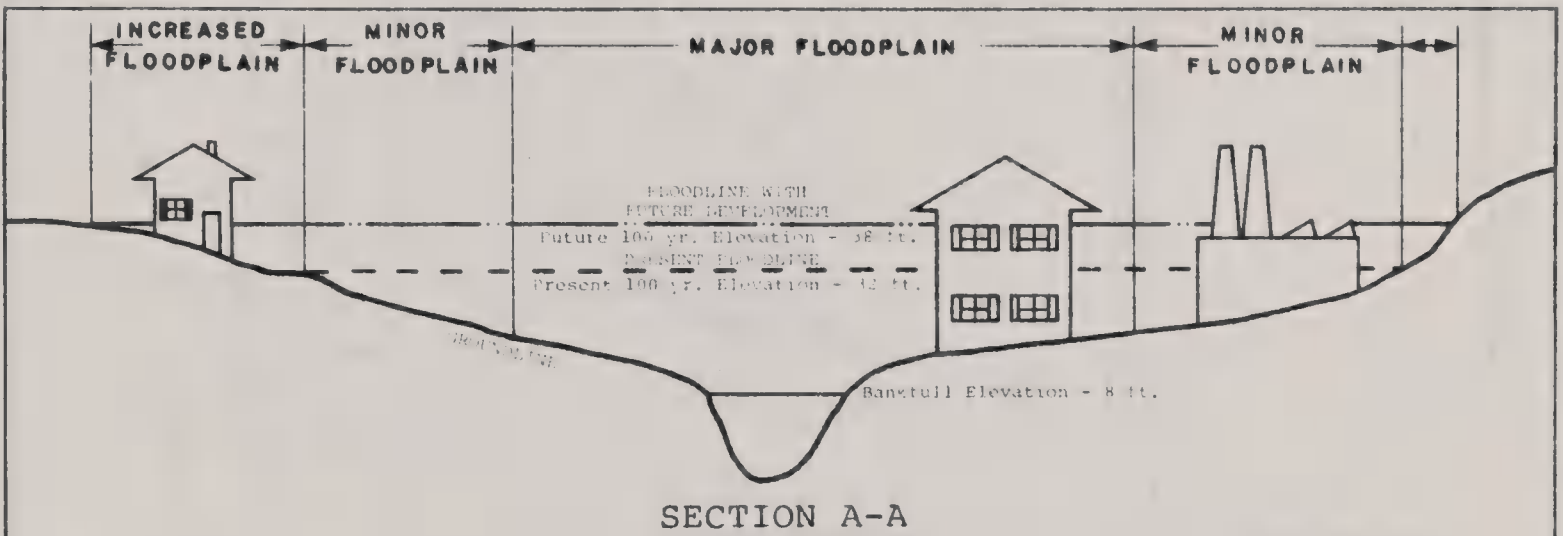 INCREASED
FLOODPLAIN
MINOR
FLOODPLAIN
MAJOR FLOODPLAIN
MINOR
FLOODPLAIN
FLOODLINE WITH
FUTURE DEVELOPMENT
Future 100 yr. Elevation - 38 ft.
PRESENT FLOODLINE
Present 100 yr. Elevation - 32 ft.
GROUNDLINE
Bankfull Elevation - 8 ft.
SECTION A-A